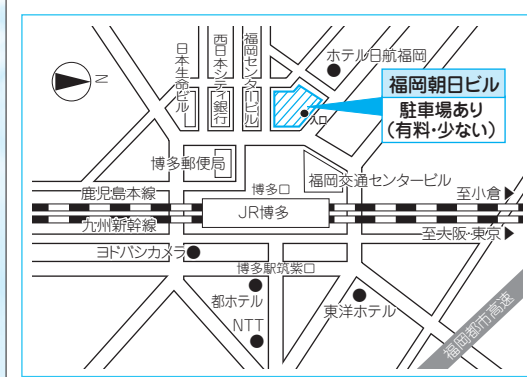 日本生命ビル
西日本シティ銀行
福岡センタービル
ホテル日航福岡
N
福岡朝日ビル
駐車場あり
(有料・少ない)
入口
博多郵便局
福岡交通センタービル
博多口
鹿児島本線
至小倉▶
JR博多
九州新幹線
至大阪・東京▶
ヨドバシカメラ
博多駅筑紫口
都ホテル
東洋ホテル
NTT
福岡都市高速